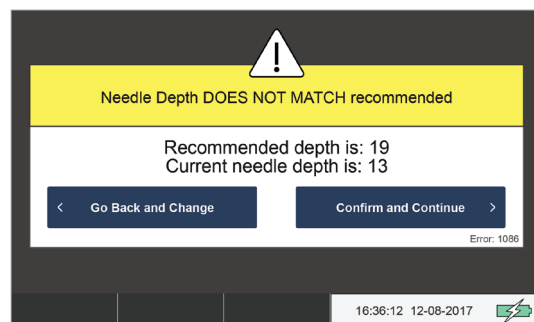 Needle Depth DOES NOT MATCH recommended
Recommended depth is: 19
Current needle depth is: 13
< Go Back and Change
Confirm and Continue >
Error: 1086
16:36:12 12-08-2017